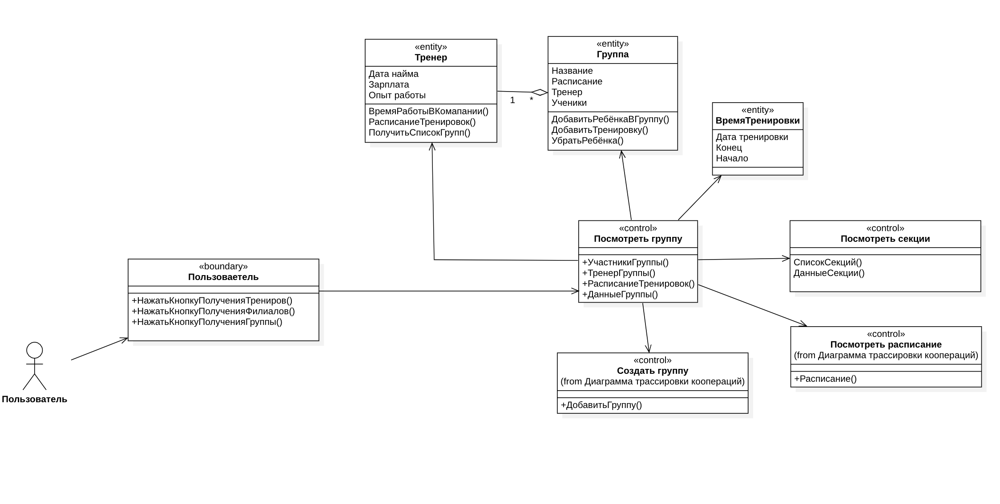 «entity»
Тренер
Дата найма
Зарплата
Опыт работы
ВремяРаботыВКомапании()
РасписаниеТренировок()
ПолучитьСписокГрупп()
1
*
«entity»
Группа
Название
Расписание
Тренер
Ученики
ДобавитьРебёнкаВГруппу()
ДобавитьТренировку()
УбратьРебёнка()
«entity»
ВремяТренировки
Дата тренировки
Конец
Начало
«control»
Посмотреть группу
+УчастникиГруппы()
+ТренерГруппы()
+РасписаниеТренировок()
+ДанныеГруппы()
«control»
Посмотреть секции
СписокСекций()
ДанныеСекции()
«boundary»
Пользоваетель
+НажатьКнопкуПолученияТрениров()
+НажатьКнопкуПолученияФилиалов()
+НажатьКнопкуПолученияГруппы()
«control»
Посмотреть расписание
(from Диаграмма трассировки коопераций)
+Расписание()
«control»
Создать группу
(from Диаграмма трассировки коопераций)
+ДобавитьГруппу()
Пользователь